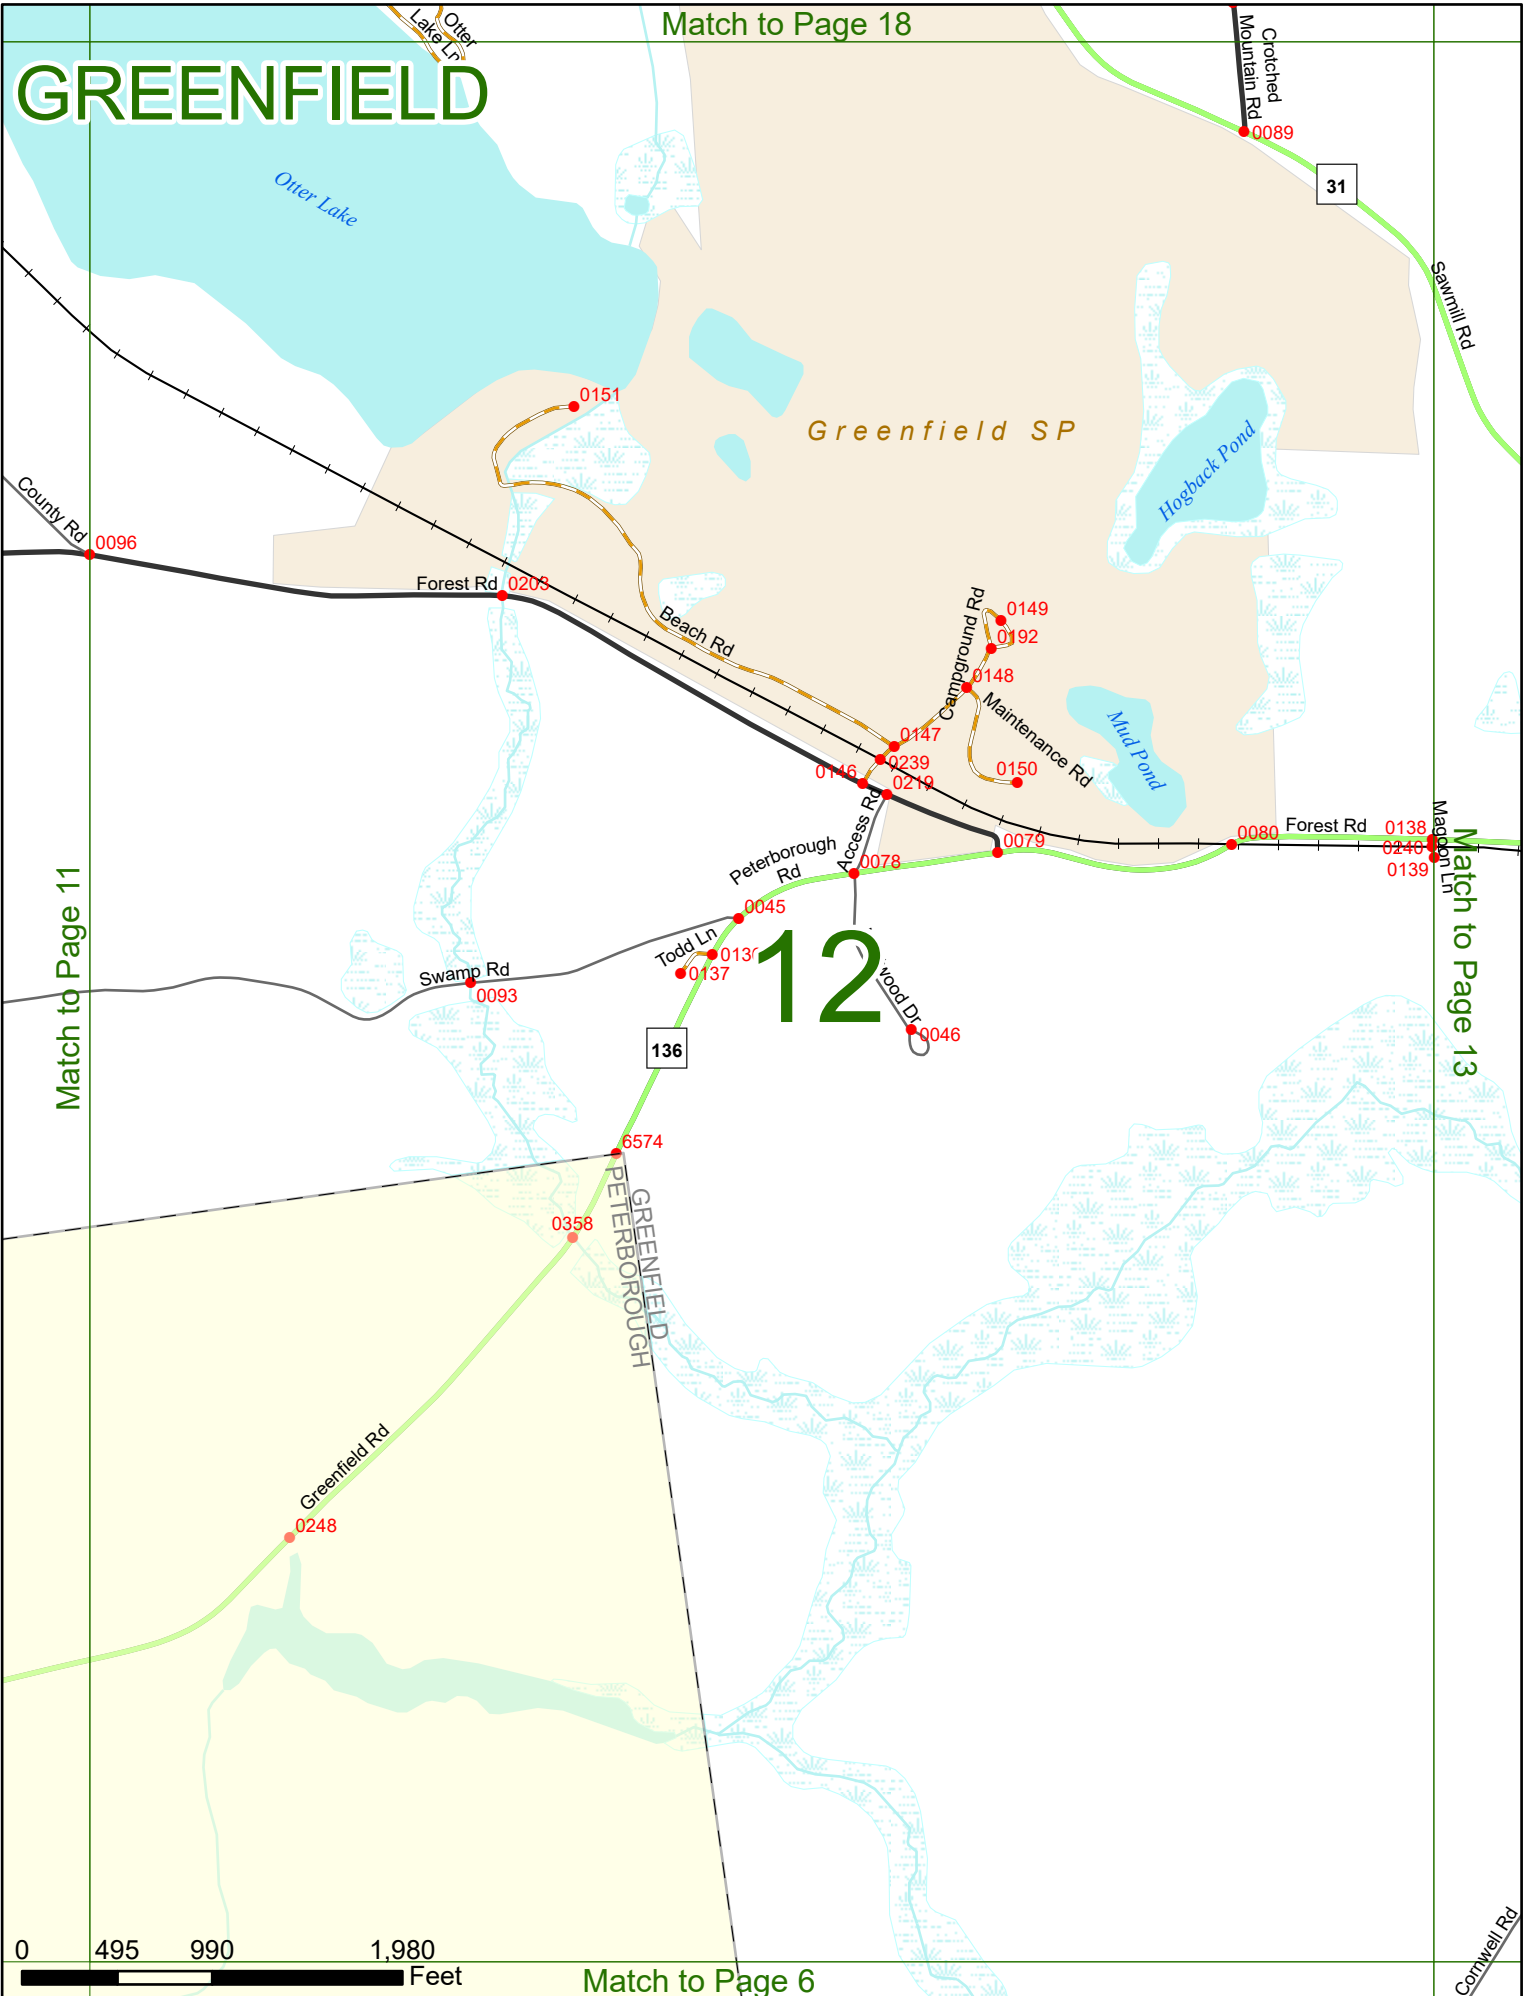 Match to Page 18
GREENFIELD
Otter
Lake Ln
Crotched
Mountain Rd
0089
31
Otter Lake
Sawmill Rd
0151
Greenfield SP
Hogback Pond
County Rd
0096
Forest Rd
0203
Beach Rd
Campground Rd
0149
0192
0148
Maintenance Rd
Mud Pond
0147
0239
0146
0219
0150
Access Rd
0079
0080
Forest Rd
0138
0240
0139
Magoon Ln
Peterborough
Rd
0078
0045
Todd Ln
0137
12
wood Dr
0046
Swamp Rd
0093
Match to Page 11
Match to Page 13
136
6574
GREENFIELD
PETERBOROUGH
0358
Greenfield Rd
0248
0 495 990 1,980
Feet
Match to Page 6
Cornwell Rd